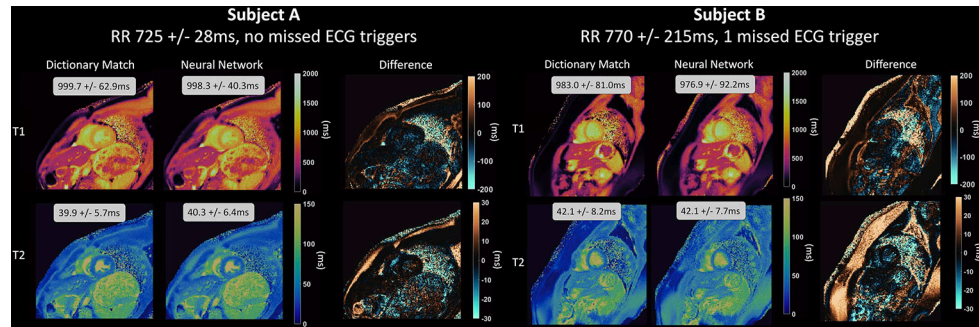 Subject A
RR 725 +/- 28ms, no missed ECG triggers
Dictionary Match
Neural Network
Difference
999.7 +/- 62.9ms
998.3 +/- 40.3ms
T1
2000
1500
1000
500
0
(ms)
200
100
0
-100
-200
(ms)
39.9 +/- 5.7ms
40.3 +/- 6.4ms
T2
150
100
50
0
(ms)
30
20
10
0
-10
-20
-30
(ms)
Subject B
RR 770 +/- 215ms, 1 missed ECG trigger
Dictionary Match
Neural Network
Difference
983.0 +/- 81.0ms
976.9 +/- 92.2ms
T1
2000
1500
1000
500
0
(ms)
200
100
0
-100
-200
(ms)
42.1 +/- 8.2ms
42.1 +/- 7.7ms
T2
150
100
50
0
(ms)
30
20
10
0
-10
-20
-30
(ms)